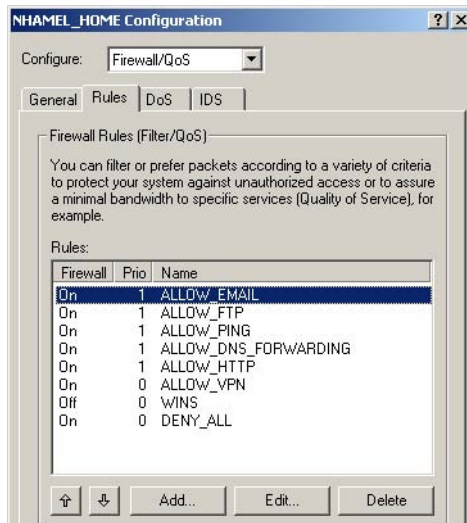 NHAMEL_HOME Configuration
Configure: Firewall/QoS
General Rules DoS IDS
Firewall Rules (Filter/QoS)
You can filter or prefer packets according to a variety of criteria
to protect your system against unauthorized access or to assure
a minimal bandwidth to specific services (Quality of Service), for
example.
Rules:
Firewall Prio Name
On 1 ALLOW_EMAIL
On 1 ALLOW_FTP
On 1 ALLOW_PING
On 1 ALLOW_DNS_FORWARDING
On 1 ALLOW_HTTP
On 0 ALLOW_VPN
Off 0 WINS
On 0 DENY_ALL
Add... Edit... Delete